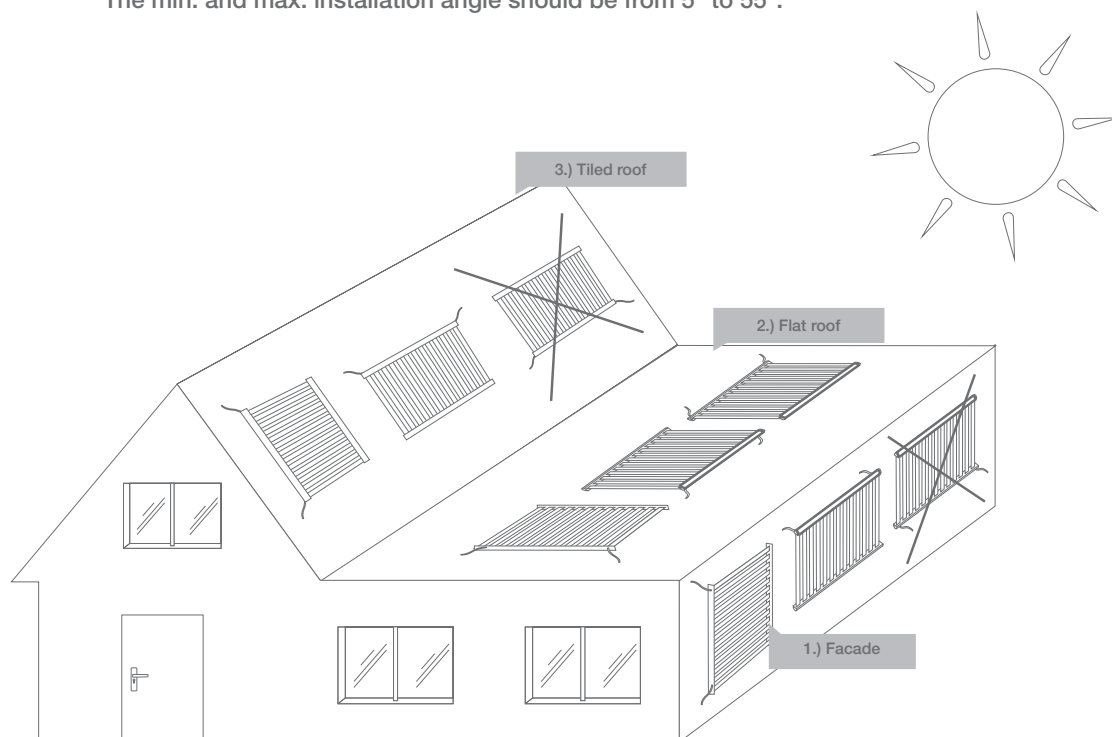 The min. and max. installation angle should be from 5° to 55°.
3.) Tiled roof
2.) Flat roof
1.) Facade